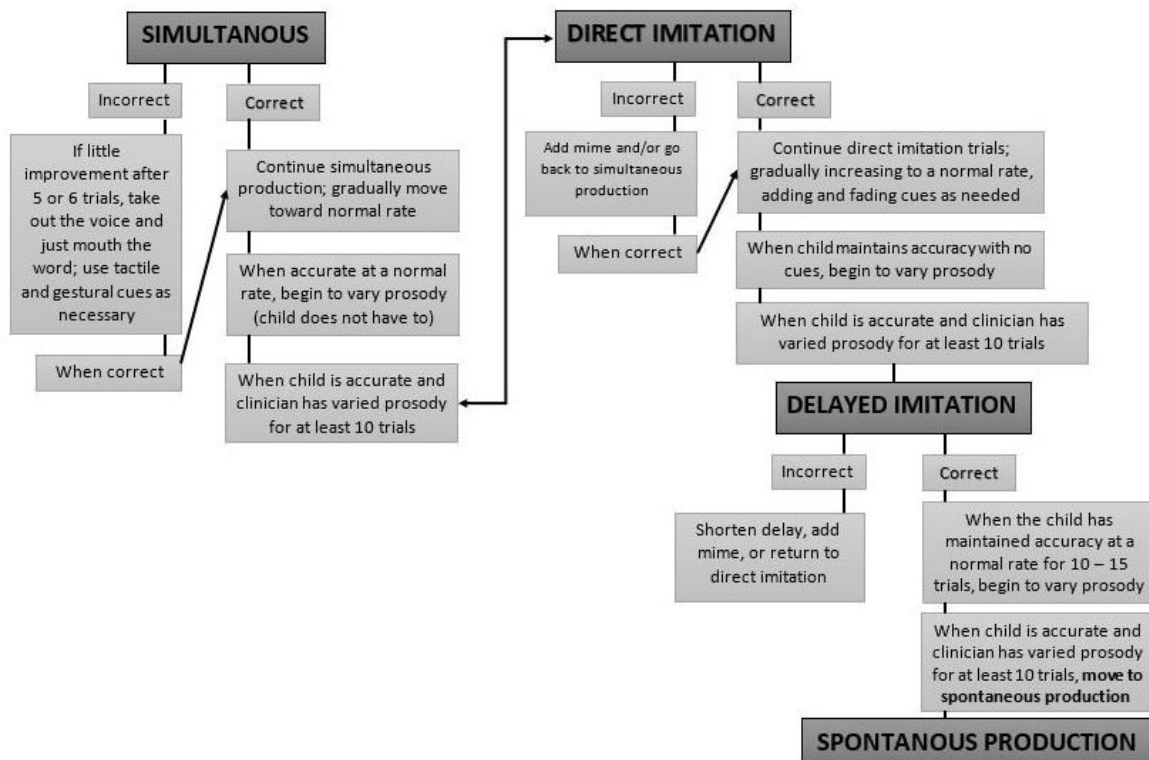 SIMULTANOUS
Incorrect
Correct
If little
improvement after
5 or 6 trials, take
out the voice and
just mouth the
word; use tactile
and gestural cues as
necessary
When correct
Continue simultaneous
production; gradually move
toward normal rate
When accurate at a normal
rate, begin to vary prosody
(child does not have to)
When child is accurate and
clinician has varied prosody
for at least 10 trials
DIRECT IMITATION
Incorrect
Correct
Add mime and/or go
back to simultaneous
production
When correct
Continue direct imitation trials;
gradually increasing to a normal rate,
adding and fading cues as needed
When child maintains accuracy with no
cues, begin to vary prosody
When child is accurate and clinician has
varied prosody for at least 10 trials
DELAYED IMITATION
Incorrect
Correct
Shorten delay, add
mime, or return to
direct imitation
When the child has
maintained accuracy at a
normal rate for 10 – 15
trials, begin to vary prosody
When child is accurate and
clinician has varied prosody
for at least 10 trials, move to
spontaneous production
SPONTANOUS PRODUCTION